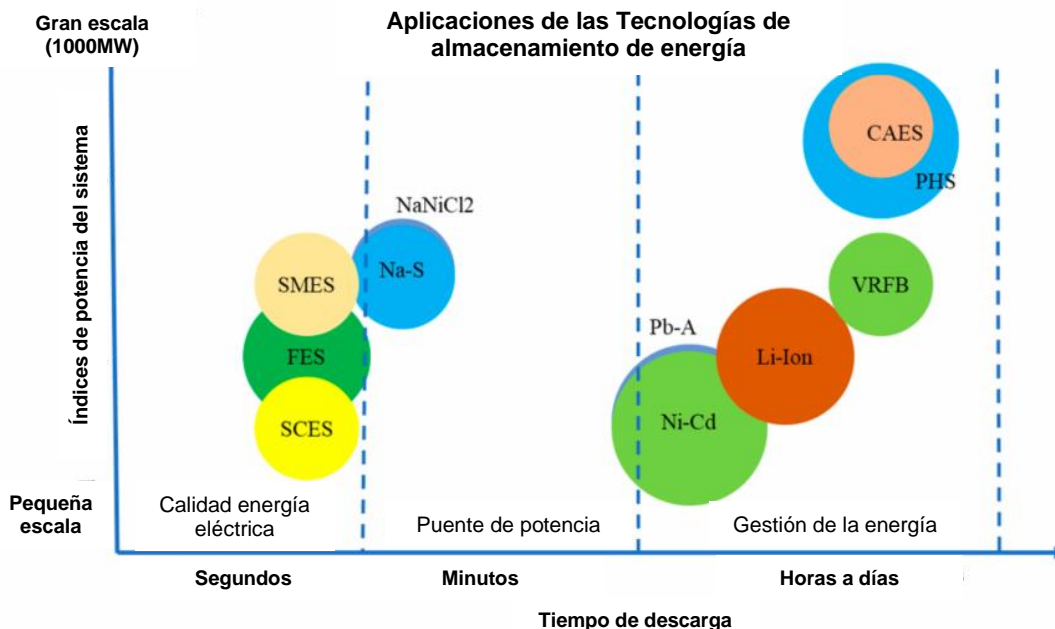 Gran escala
(1000MW)
Aplicaciones de las Tecnologías de
almacenamiento de energía
Índices de potencia del sistema
CAES
PHS
NaNiCl2
Na-S
SMES
VRFB
Pb-A
FES
Li-Ion
SCES
Ni-Cd
Pequeña
escala
Calidad energía
eléctrica
Puente de potencia
Gestión de la energía
Segundos
Minutos
Horas a días
Tiempo de descarga